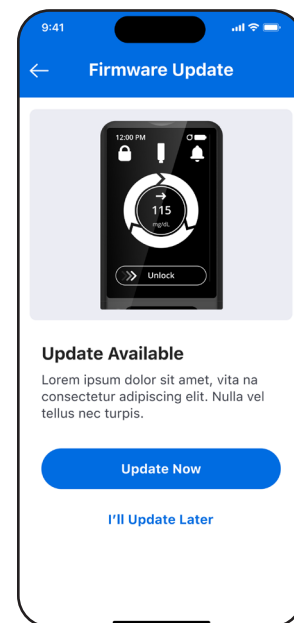 9:41
Firmware Update
12:00 PM
115
mg/dL
Unlock
Update Available
Lorem ipsum dolor sit amet, vita na
consectetur adipiscing elit. Nulla vel
tellus nec turpis.
Update Now
I’ll Update Later